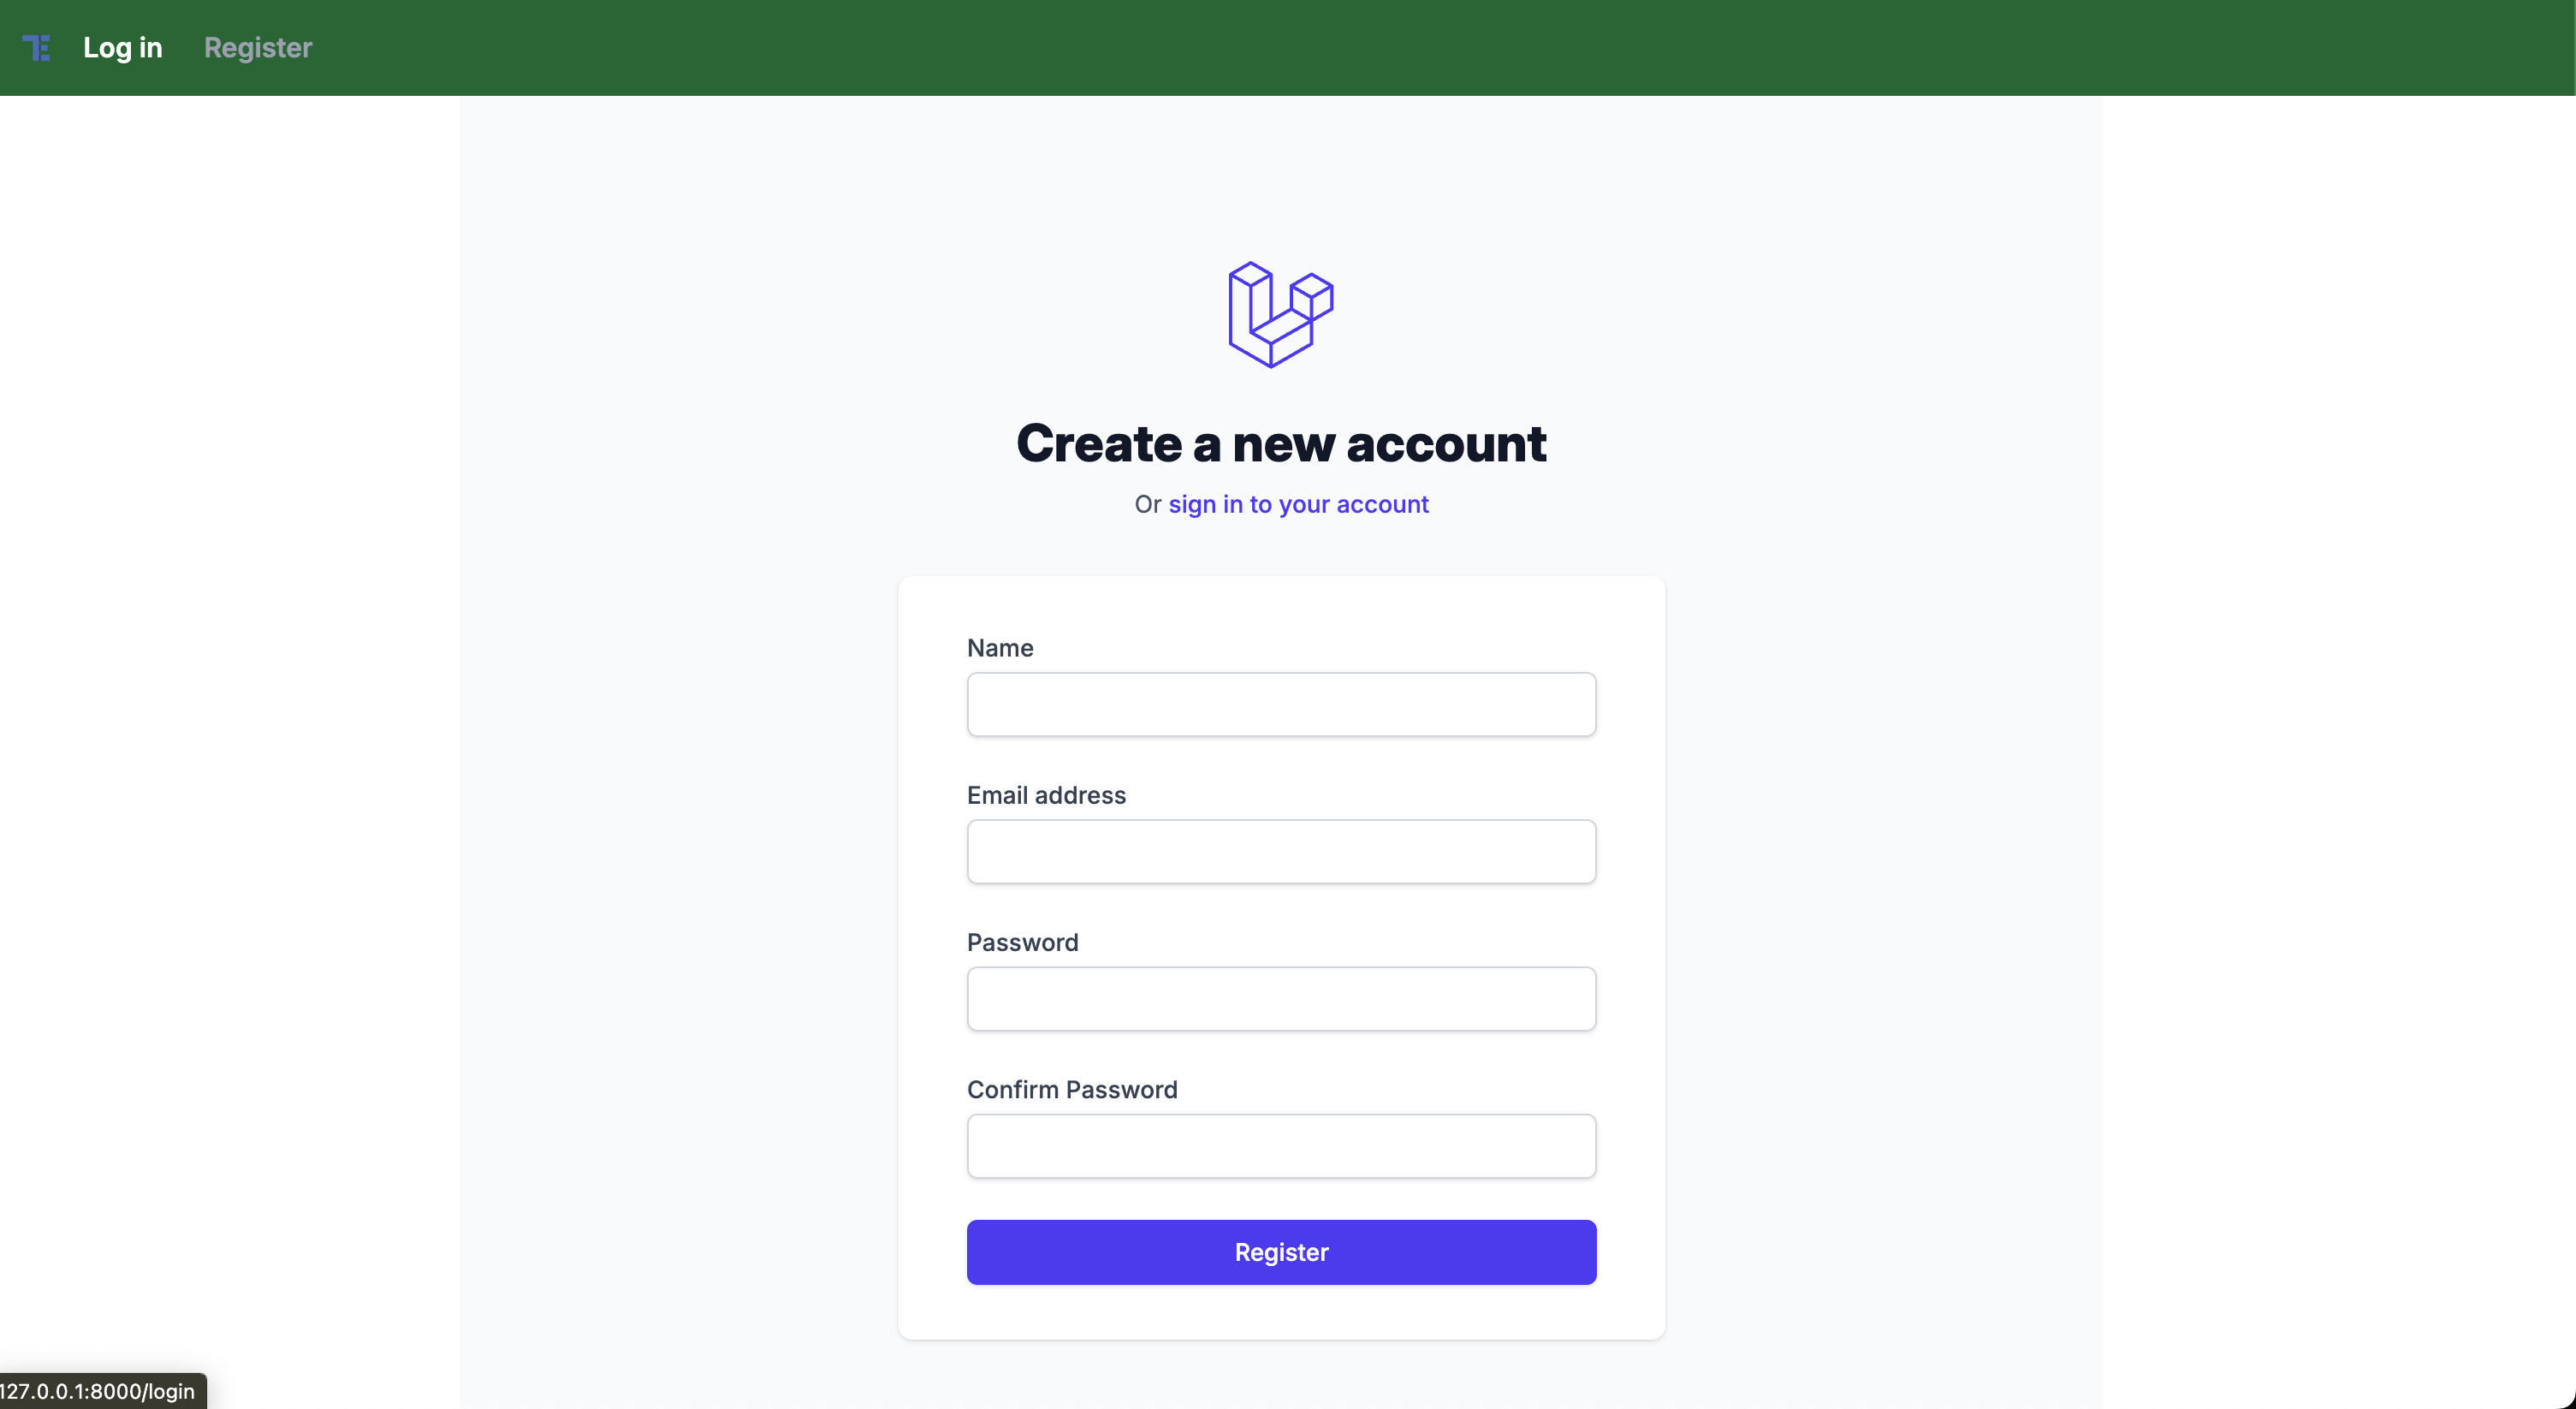 TE
Log in Register
Create a new account
Or sign in to your account
Name
Email address
Password
Confirm Password
Register
127.0.0.1:8000/login